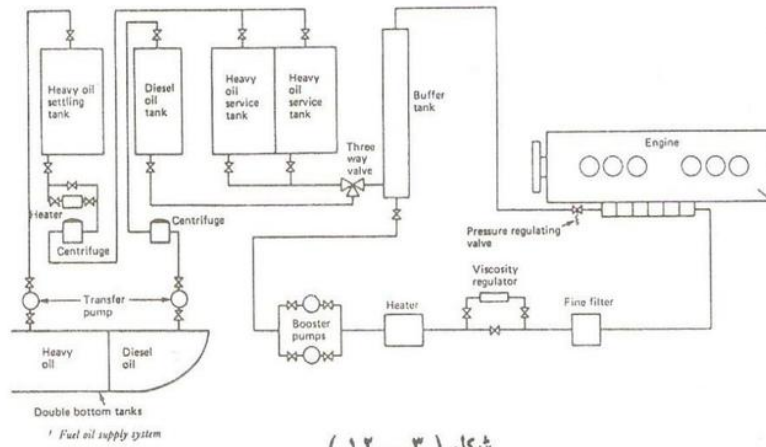 Heavy oil
settling
tank
Diesel
oil tank
Heavy
oil
service
tank
Heavy
oil
service
tank
Buffer
tank
Three
way
valve
Engine
Heater
Centrifuge
Centrifuge
Pressure regulating
valve
Viscosity
regulator
Transfer
pump
Booster
pumps
Heater
Fine filter
Heavy
oil
Diesel
oil
Double bottom tanks
Fuel oil supply system